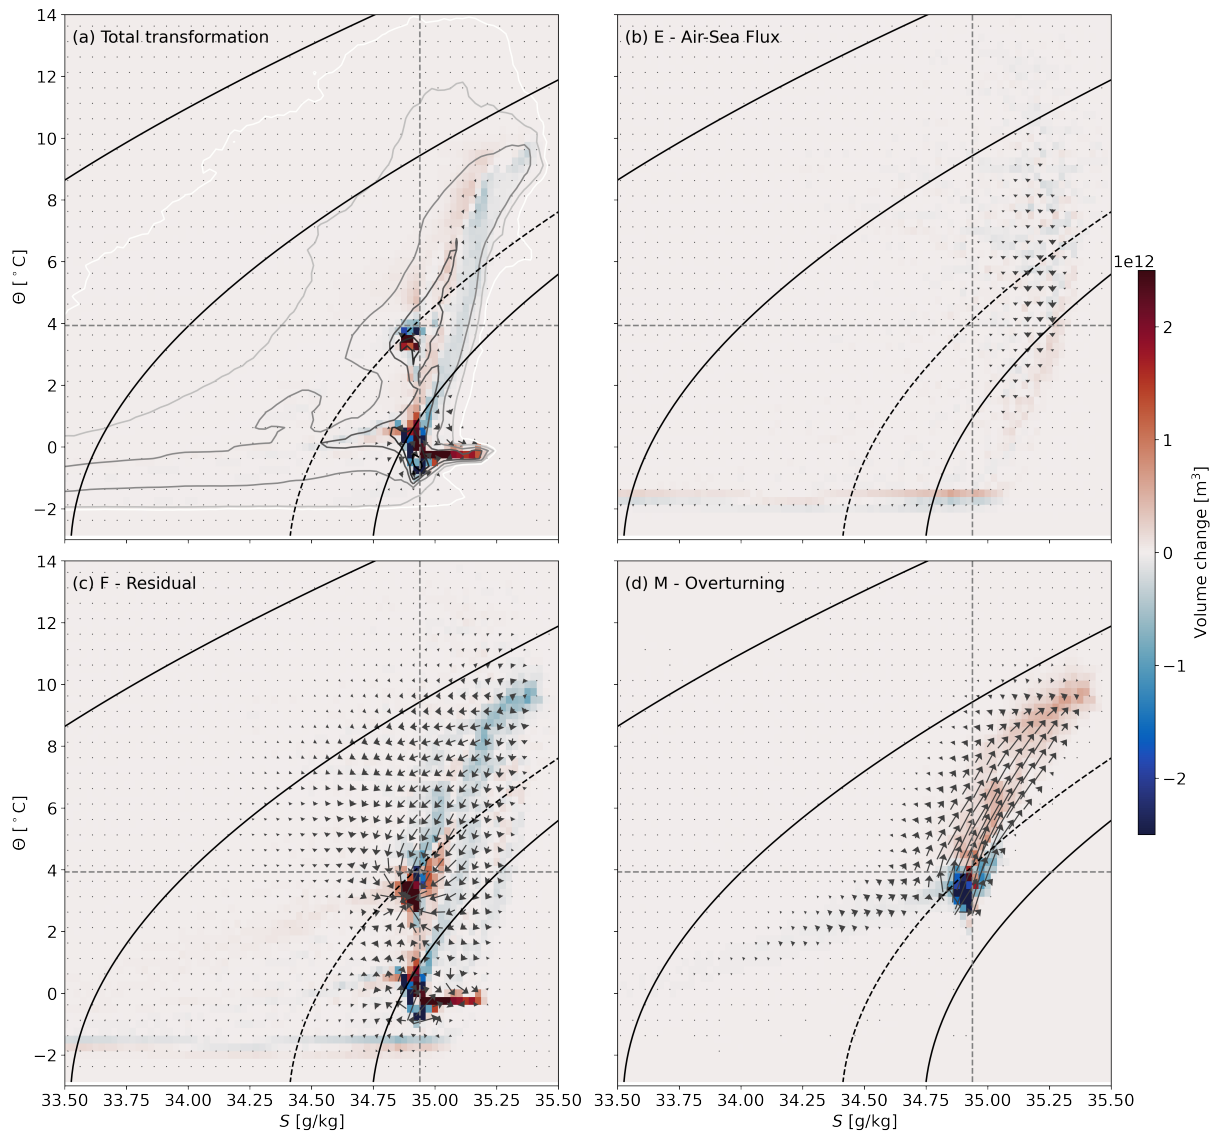 (a) Total transformation
(b) E - Air-Sea Flux
14
12
10
8
6
4
2
0
−2
Θ [°C]
1e12
2
1
0
−1
−2
Volume change [m³]
(c) F - Residual
(d) M - Overturning
14
12
10
8
6
4
2
0
−2
Θ [°C]
33.50 33.75 34.00 34.25 34.50 34.75 35.00 35.25 35.50
S [g/kg]
33.50 33.75 34.00 34.25 34.50 34.75 35.00 35.25 35.50
S [g/kg]